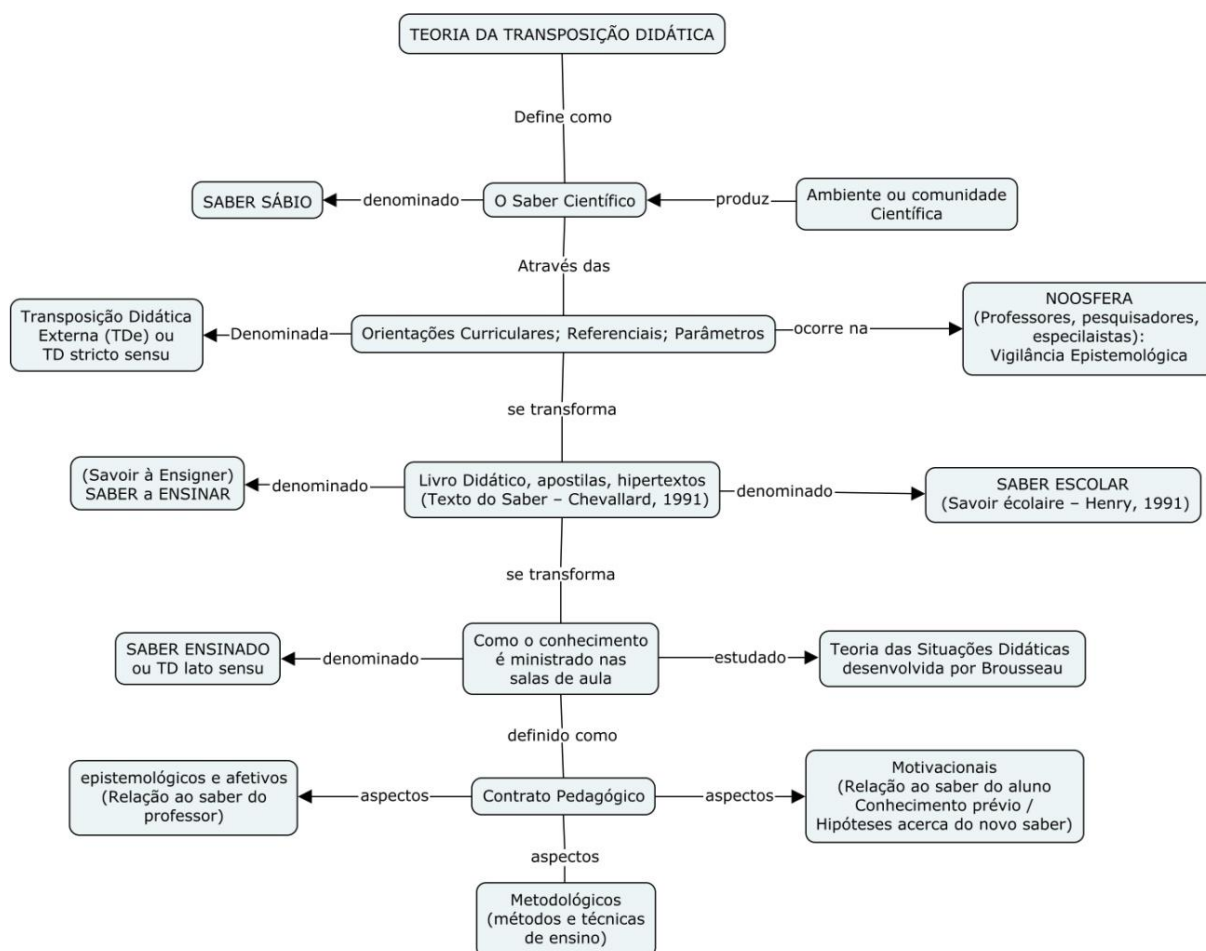 TEORIA DA TRANSPOSIÇÃO DIDÁTICA
Define como
SABER SÁBIO
denominado
O Saber Científico
produz
Ambiente ou comunidade
Científica
Através das
Transposição Didática
Externa (TDe) ou
TD stricto sensu
Denominada
Orientações Curriculares; Referenciais; Parâmetros
ocorre na
NOOSFERA
(Professores, pesquisadores,
especilaistas):
Vigilância Epistemológica
se transforma
(Savoir à Ensigner)
SABER a ENSINAR
denominado
Livro Didático, apostilas, hipertextos
(Texto do Saber – Chevallard, 1991)
denominado
SABER ESCOLAR
(Savoir écolaire – Henry, 1991)
se transforma
SABER ENSINADO
ou TD lato sensu
denominado
Como o conhecimento
é ministrado nas
salas de aula
estudado
Teoria das Situações Didáticas
desenvolvida por Brousseau
definido como
epistemológicos e afetivos
(Relação ao saber do
professor)
aspectos
Contrato Pedagógico
aspectos
Motivacionais
(Relação ao saber do aluno
Conhecimento prévio /
Hipóteses acerca do novo saber)
aspectos
Metodológicos
(métodos e técnicas
de ensino)